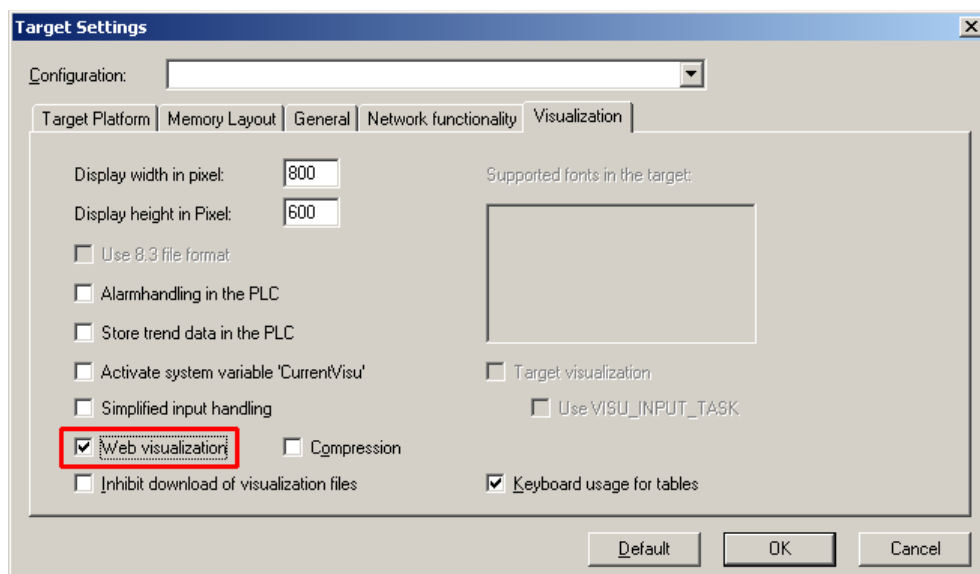 Target Settings
Configuration:
Target Platform Memory Layout General Network functionality Visualization
Display width in pixel: 800 Supported fonts in the target:
Display height in Pixel: 600
Use 8.3 file format
Alarmhandling in the PLC
Store trend data in the PLC
Activate system variable 'CurrentVisu' Target visualization
Simplified input handling Use VISU_INPUT_TASK
Web visualization Compression
Inhibit download of visualization files Keyboard usage for tables
Default OK Cancel